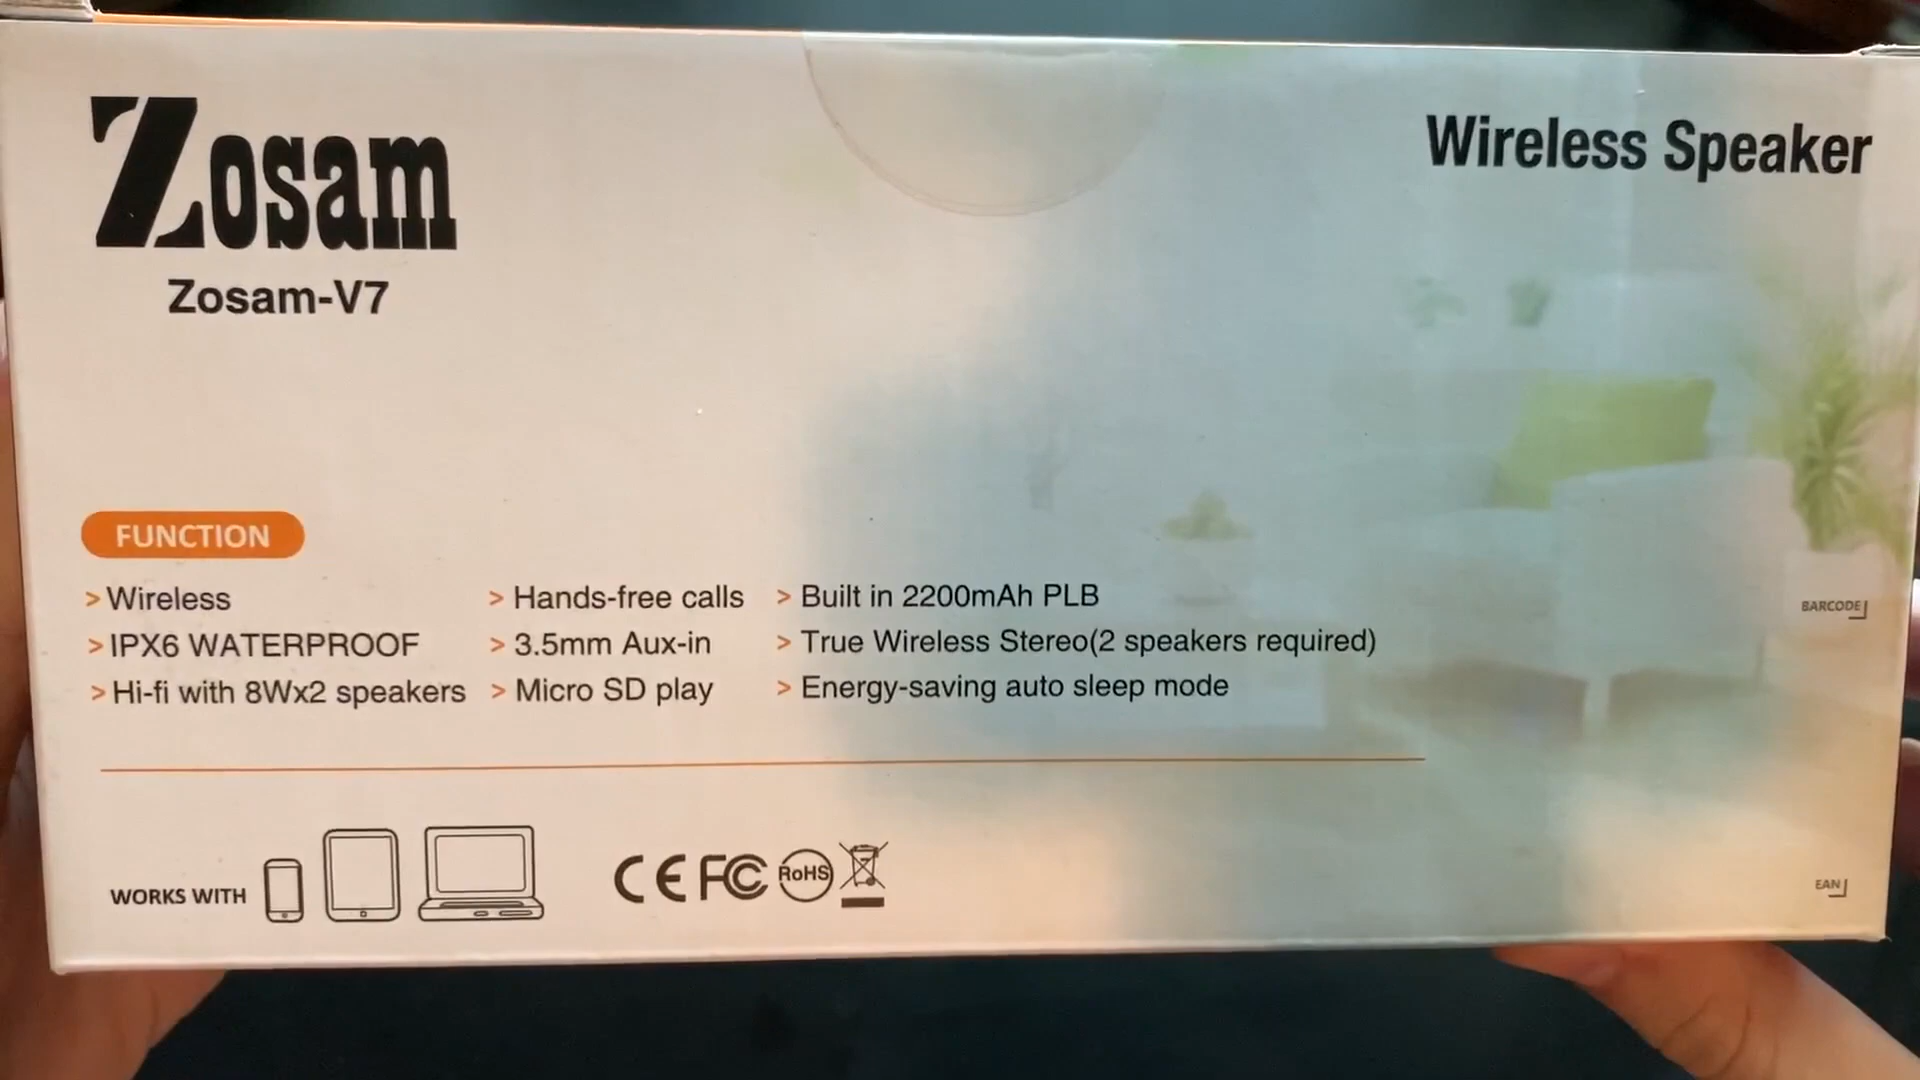 Zosam
Zosam-V7
Wireless Speaker
FUNCTION
> Wireless
> IPX6 WATERPROOF
> Hi-fi with 8Wx2 speakers
> Hands-free calls
> 3.5mm Aux-in
> Micro SD play
> Built in 2200mAh PLB
> True Wireless Stereo(2 speakers required)
> Energy-saving auto sleep mode
BARCODE
WORKS WITH
CE FC RoHS
EAN